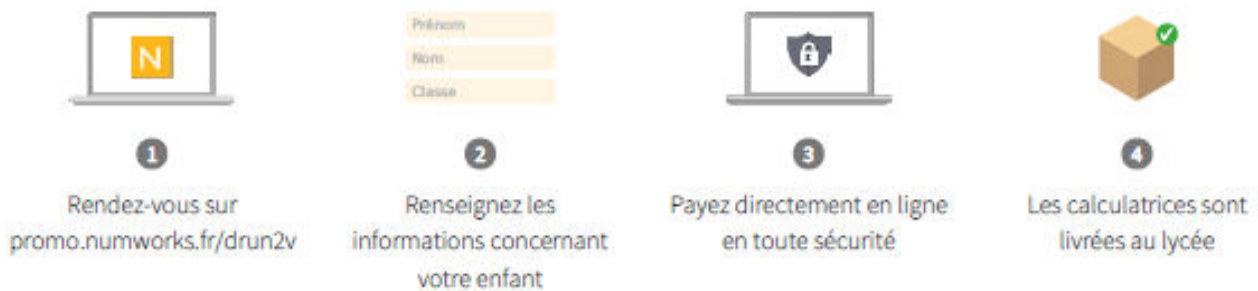 N
Prénom
Nom
Classe
1
2
3
4
Rendez-vous sur
promo.numworks.fr/drun2v
Renseignez les
informations concernant
votre enfant
Payez directement en ligne
en toute sécurité
Les calculatrices sont
livrées au lycée